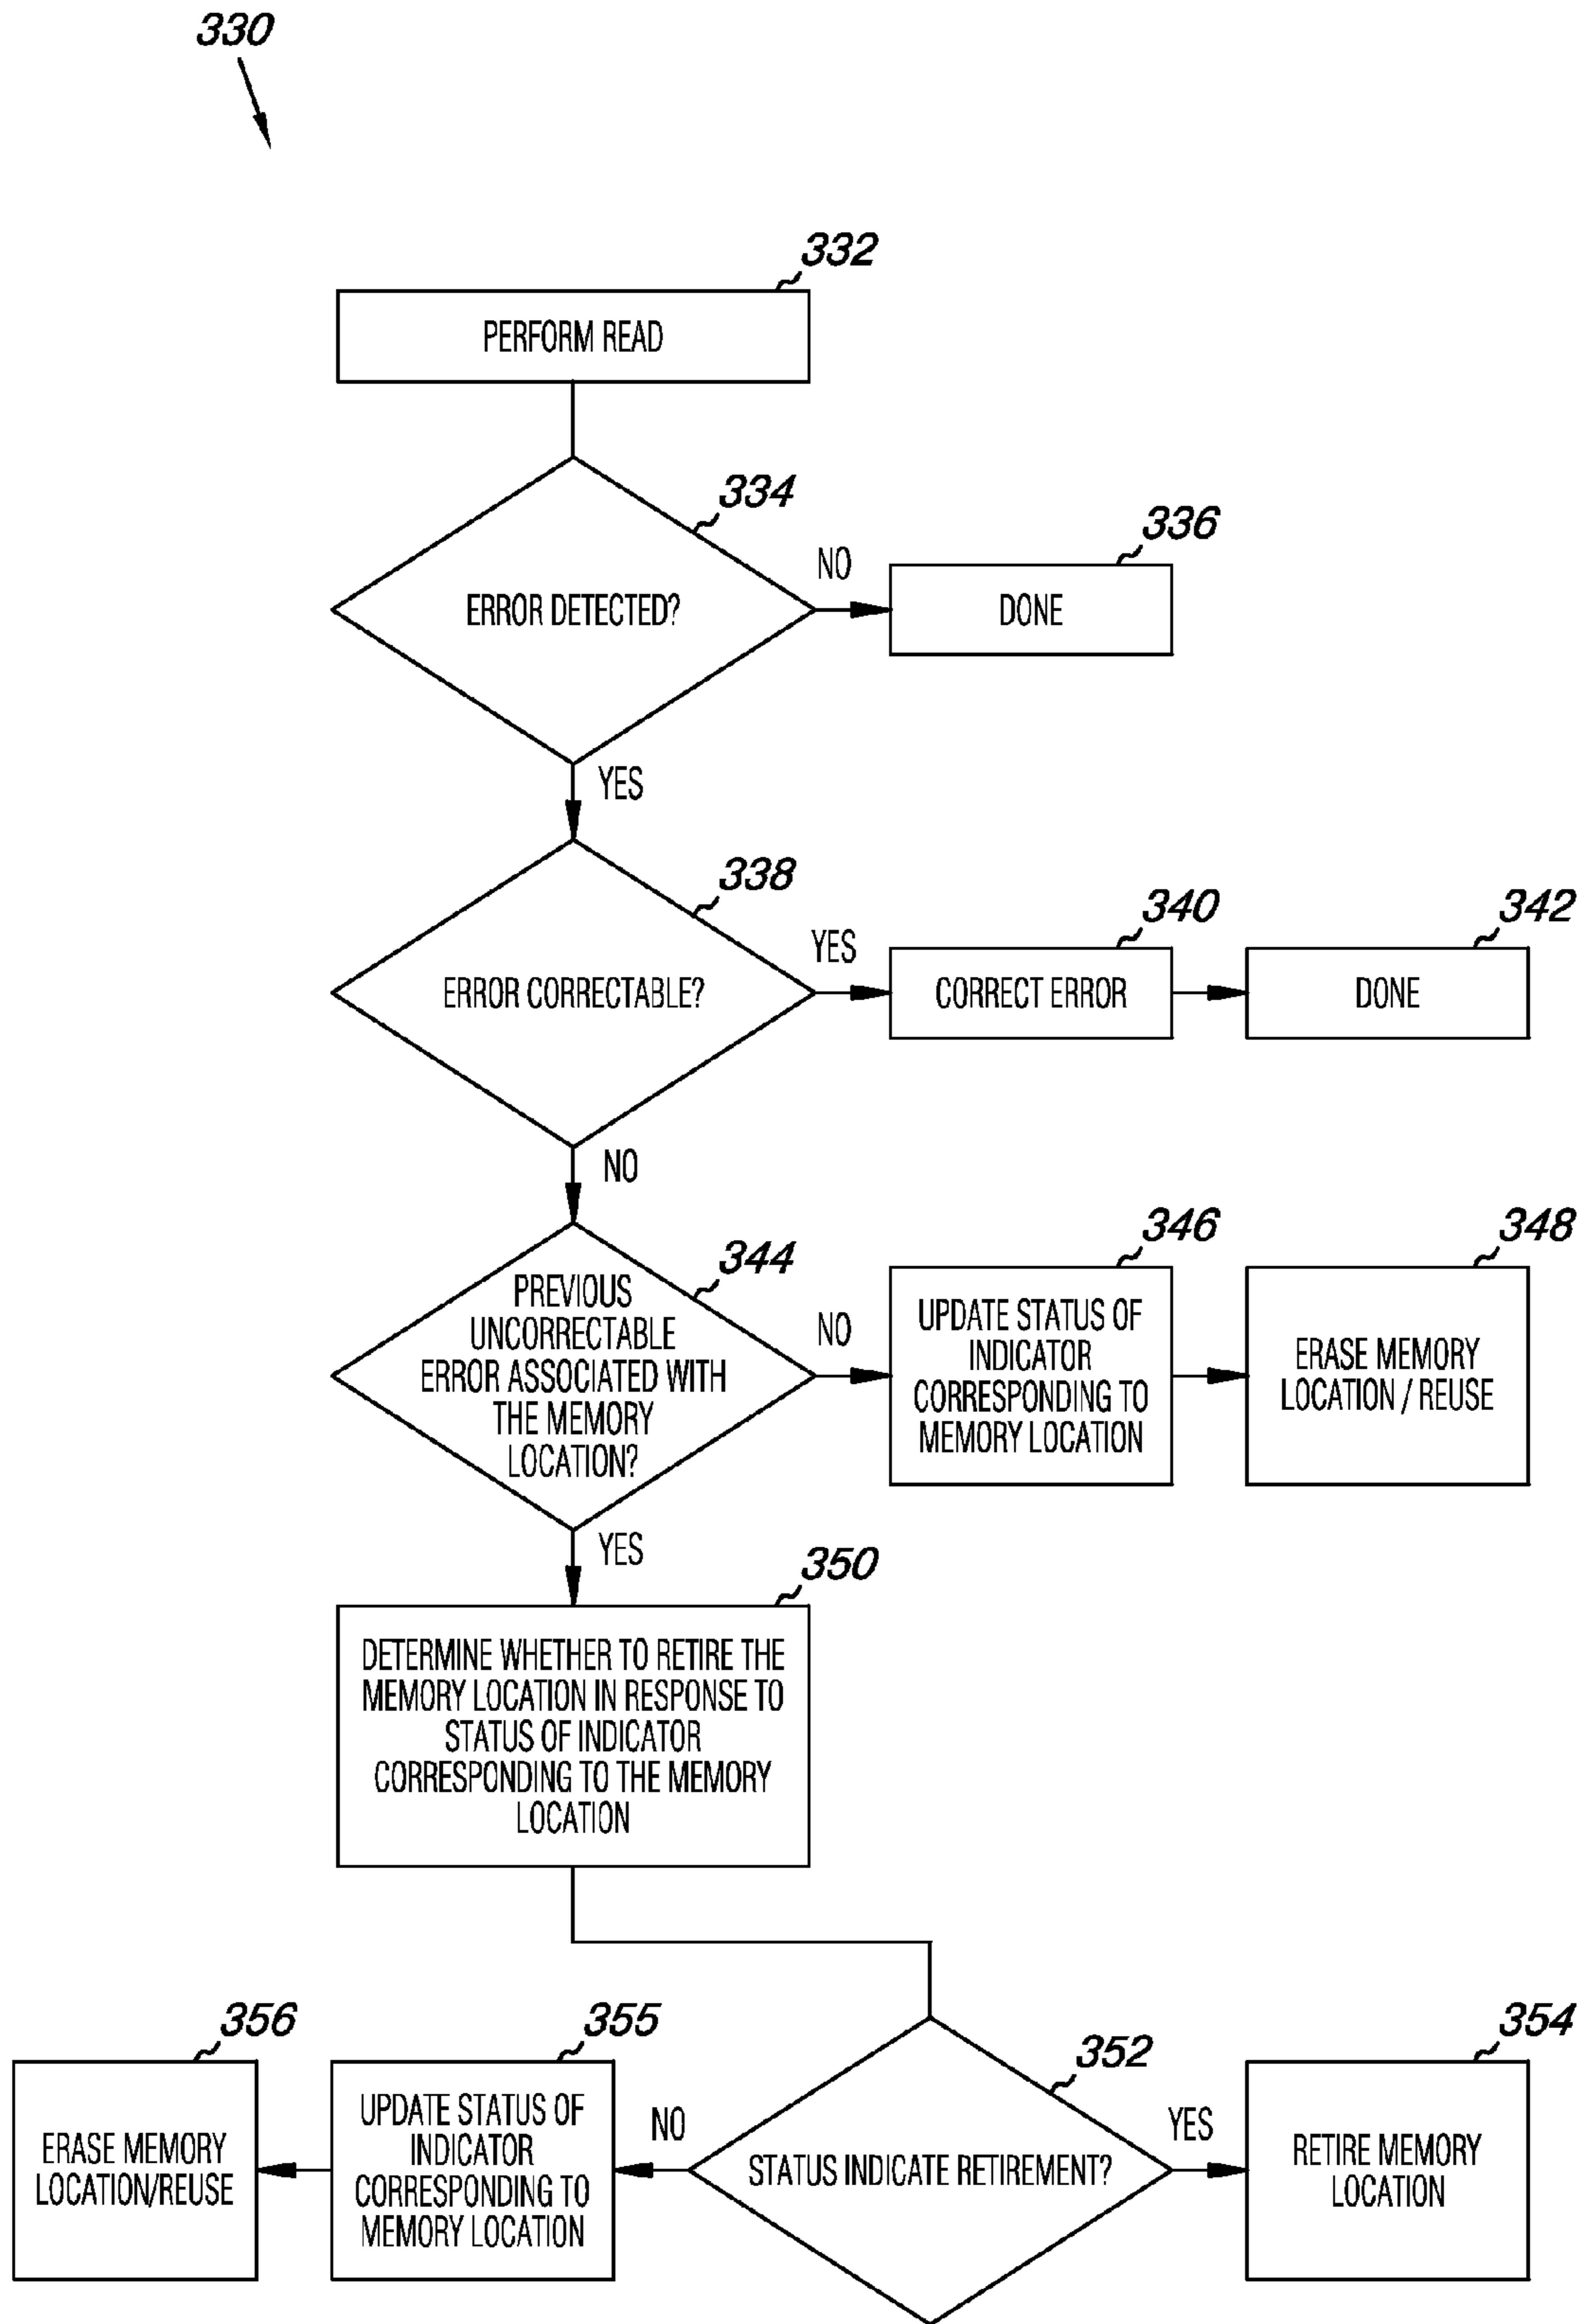 330
332
PERFORM READ
334
ERROR DETECTED?
NO
336
DONE
YES
338
ERROR CORRECTABLE?
YES
340
CORRECT ERROR
342
DONE
NO
344
PREVIOUS
UNCORRECTABLE
ERROR ASSOCIATED WITH
THE MEMORY
LOCATION?
NO
346
UPDATE STATUS OF
INDICATOR
CORRESPONDING TO
MEMORY LOCATION
348
ERASE MEMORY
LOCATION / REUSE
YES
350
DETERMINE WHETHER TO RETIRE THE
MEMORY LOCATION IN RESPONSE TO
STATUS OF INDICATOR
CORRESPONDING TO THE MEMORY
LOCATION
356
ERASE MEMORY
LOCATION/REUSE
355
UPDATE STATUS OF
INDICATOR
CORRESPONDING TO
MEMORY LOCATION
NO
352
STATUS INDICATE RETIREMENT?
YES
354
RETIRE MEMORY
LOCATION